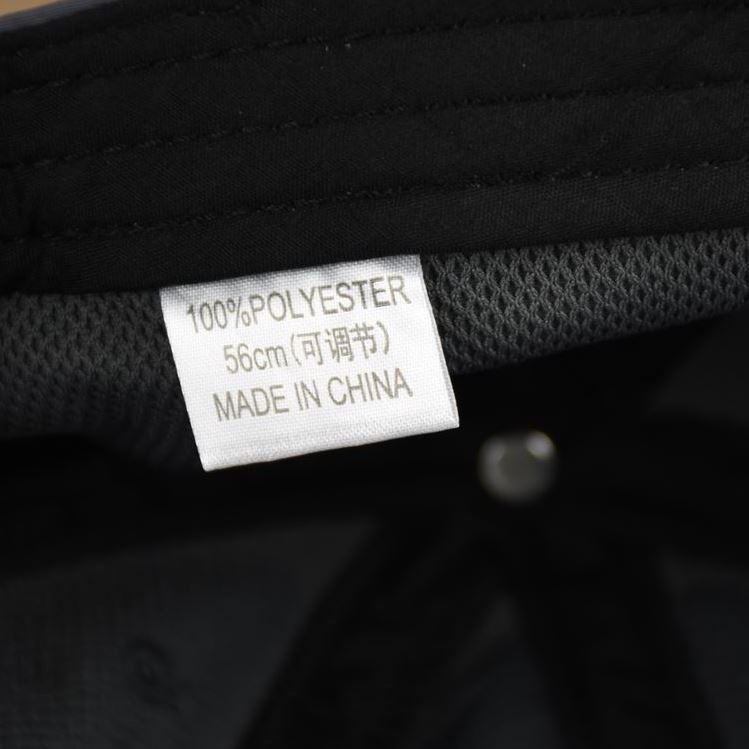 100%POLYESTER
56cm(可调节)
MADE IN CHINA